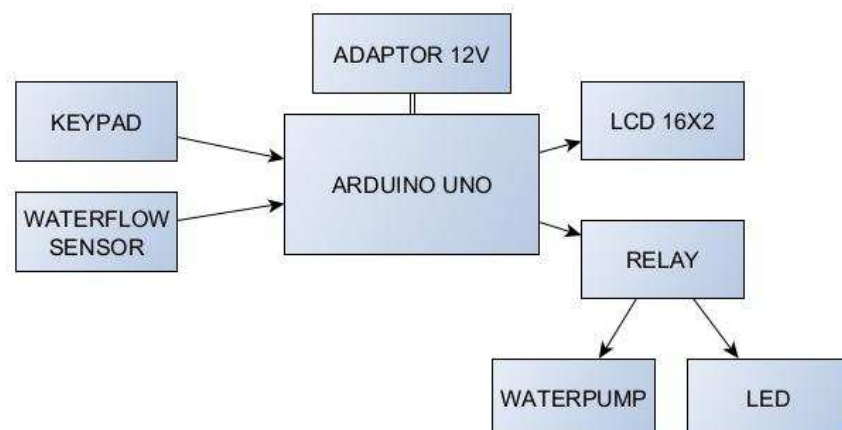 ADAPTOR 12V
KEYPAD
LCD 16X2
ARDUINO UNO
WATERFLOW
SENSOR
RELAY
WATERPUMP
LED